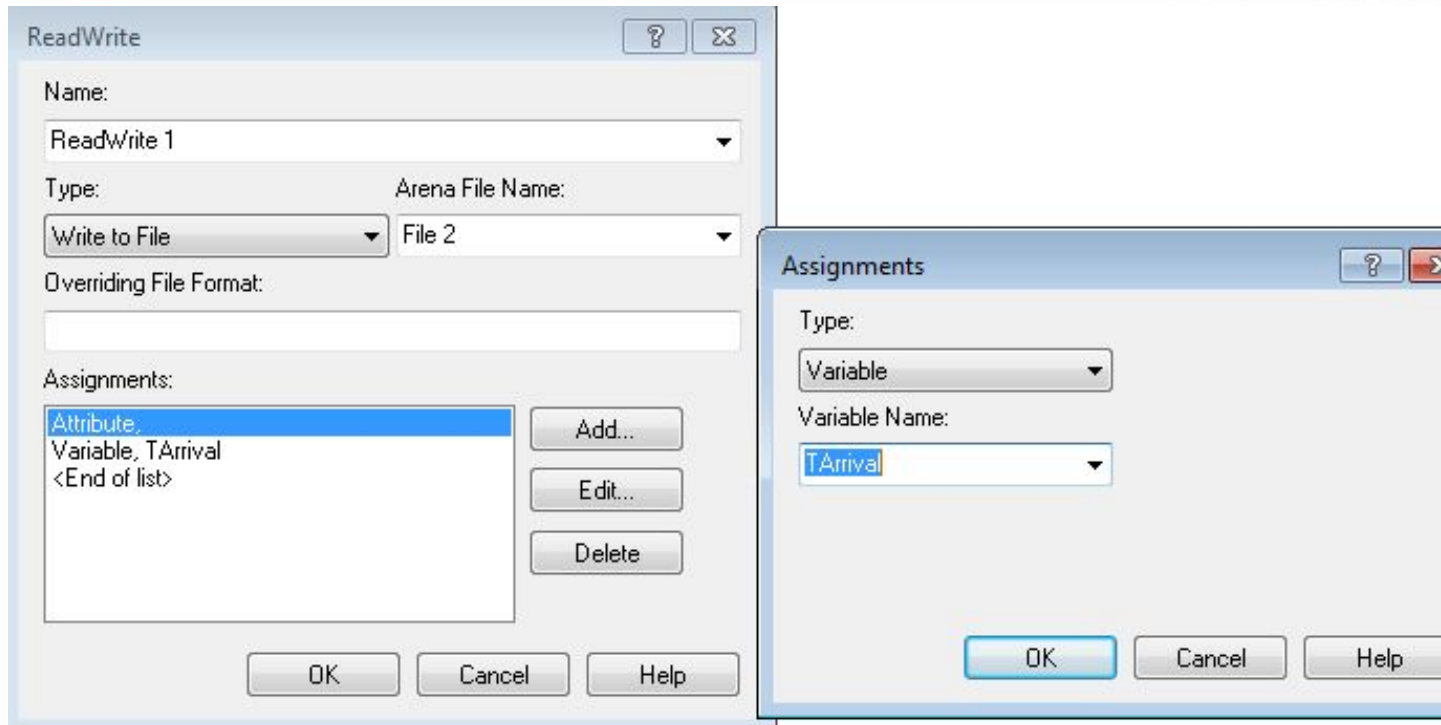 ReadWrite
Name:
ReadWrite 1
Type: Arena File Name:
Write to File File 2
Overriding File Format:
Assignments:
Attribute,
Variable, TArrival
<End of list>
Add...
Edit...
Delete
OK Cancel Help
Assignments
Type:
Variable
Variable Name:
TArrival
OK Cancel Help